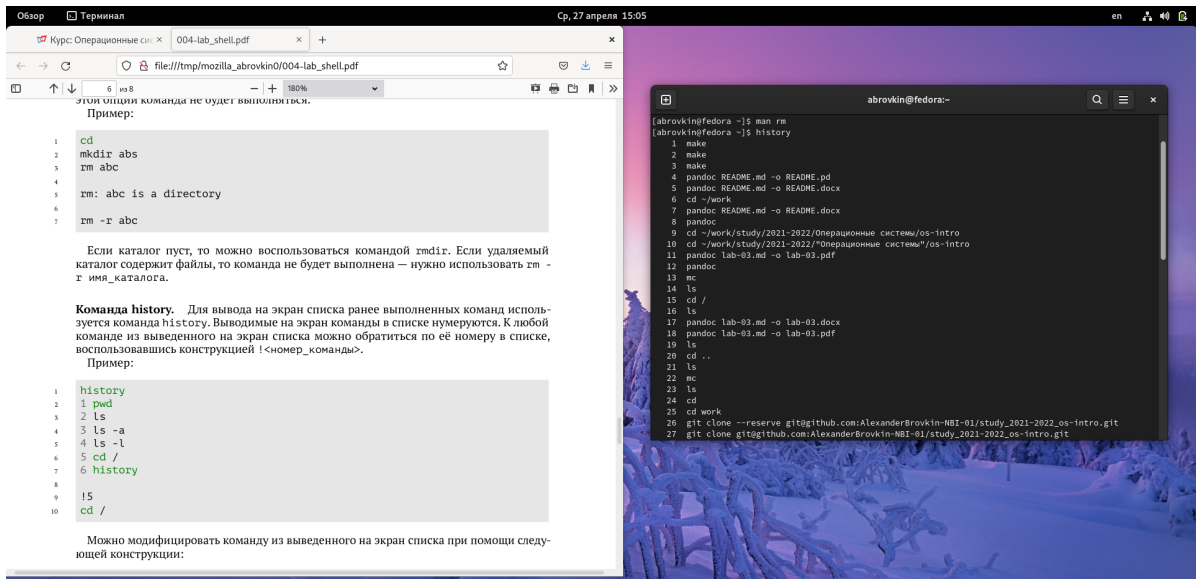 Обзор
Терминал
Ср, 27 апреля 15:05
en
Курс: Операционные сис
004-lab_shell.pdf
file:///tmp/mozilla_abrovkin0/004-lab_shell.pdf
6 из 8
180%
этой опции команда не будет выполняться.
Пример:
1 cd
2 mkdir abs
3 rm abc
4
5 rm: abc is a directory
6
7 rm -r abc
Если каталог пуст, то можно воспользоваться командой rmdir. Если удаляемый
каталог содержит файлы, то команда не будет выполнена — нужно использовать rm -
r имя_каталога.
Команда history. Для вывода на экран списка ранее выполненных команд исполь-
зуется команда history. Выводимые на экран команды в списке нумеруются. К любой
команде из выведенного на экран списка можно обратиться по её номеру в списке,
воспользовавшись конструкцией !<номер_команды>.
Пример:
1 history
2 1 pwd
3 2 ls
4 3 ls -a
5 4 ls -l
6 5 cd /
7 6 history
8
9 !5
10 cd /
Можно модифицировать команду из выведенного на экран списка при помощи следу-
ющей конструкции:
abrovkin@fedora:~
[abrovkin@fedora ~]$ man rm
[abrovkin@fedora ~]$ history
1 make
2 make
3 make
4 pandoc README.md -o README.pd
5 pandoc README.md -o README.docx
6 cd ~/work
7 pandoc README.md -o README.docx
8 pandoc
9 cd ~/work/study/2021-2022/Операционные системы/os-intro
10 cd ~/work/study/2021-2022/"Операционные системы"/os-intro
11 pandoc lab-03.md -o lab-03.pdf
12 pandoc
13 mc
14 ls
15 cd /
16 ls
17 pandoc lab-03.md -o lab-03.docx
18 pandoc lab-03.md -o lab-03.pdf
19 ls
20 cd ..
21 ls
22 mc
23 ls
24 cd
25 cd work
26 git clone --reserve git@github.com:AlexanderBrovkin-NBI-01/study_2021-2022_os-intro.git
27 git clone git@github.com:AlexanderBrovkin-NBI-01/study_2021-2022_os-intro.git